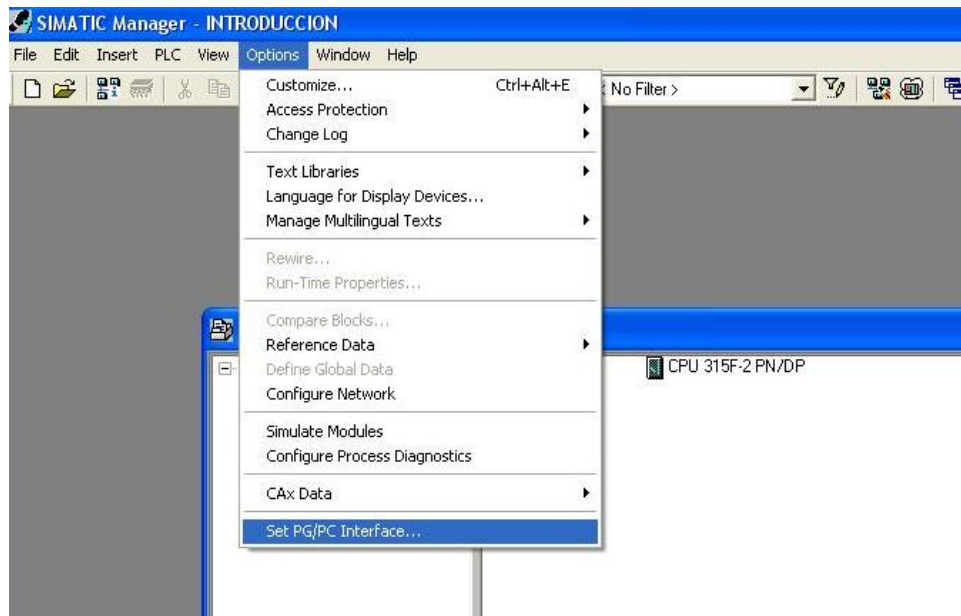 SIMATIC Manager - INTRODUCCION
File Edit Insert PLC View Options Window Help
< No Filter >
Customize... Ctrl+Alt+E
Access Protection
Change Log
Text Libraries
Language for Display Devices...
Manage Multilingual Texts
Rewire...
Run-Time Properties...
Compare Blocks...
Reference Data
Define Global Data
Configure Network
Simulate Modules
Configure Process Diagnostics
CAx Data
Set PG/PC Interface...
CPU 315F-2 PN/DP